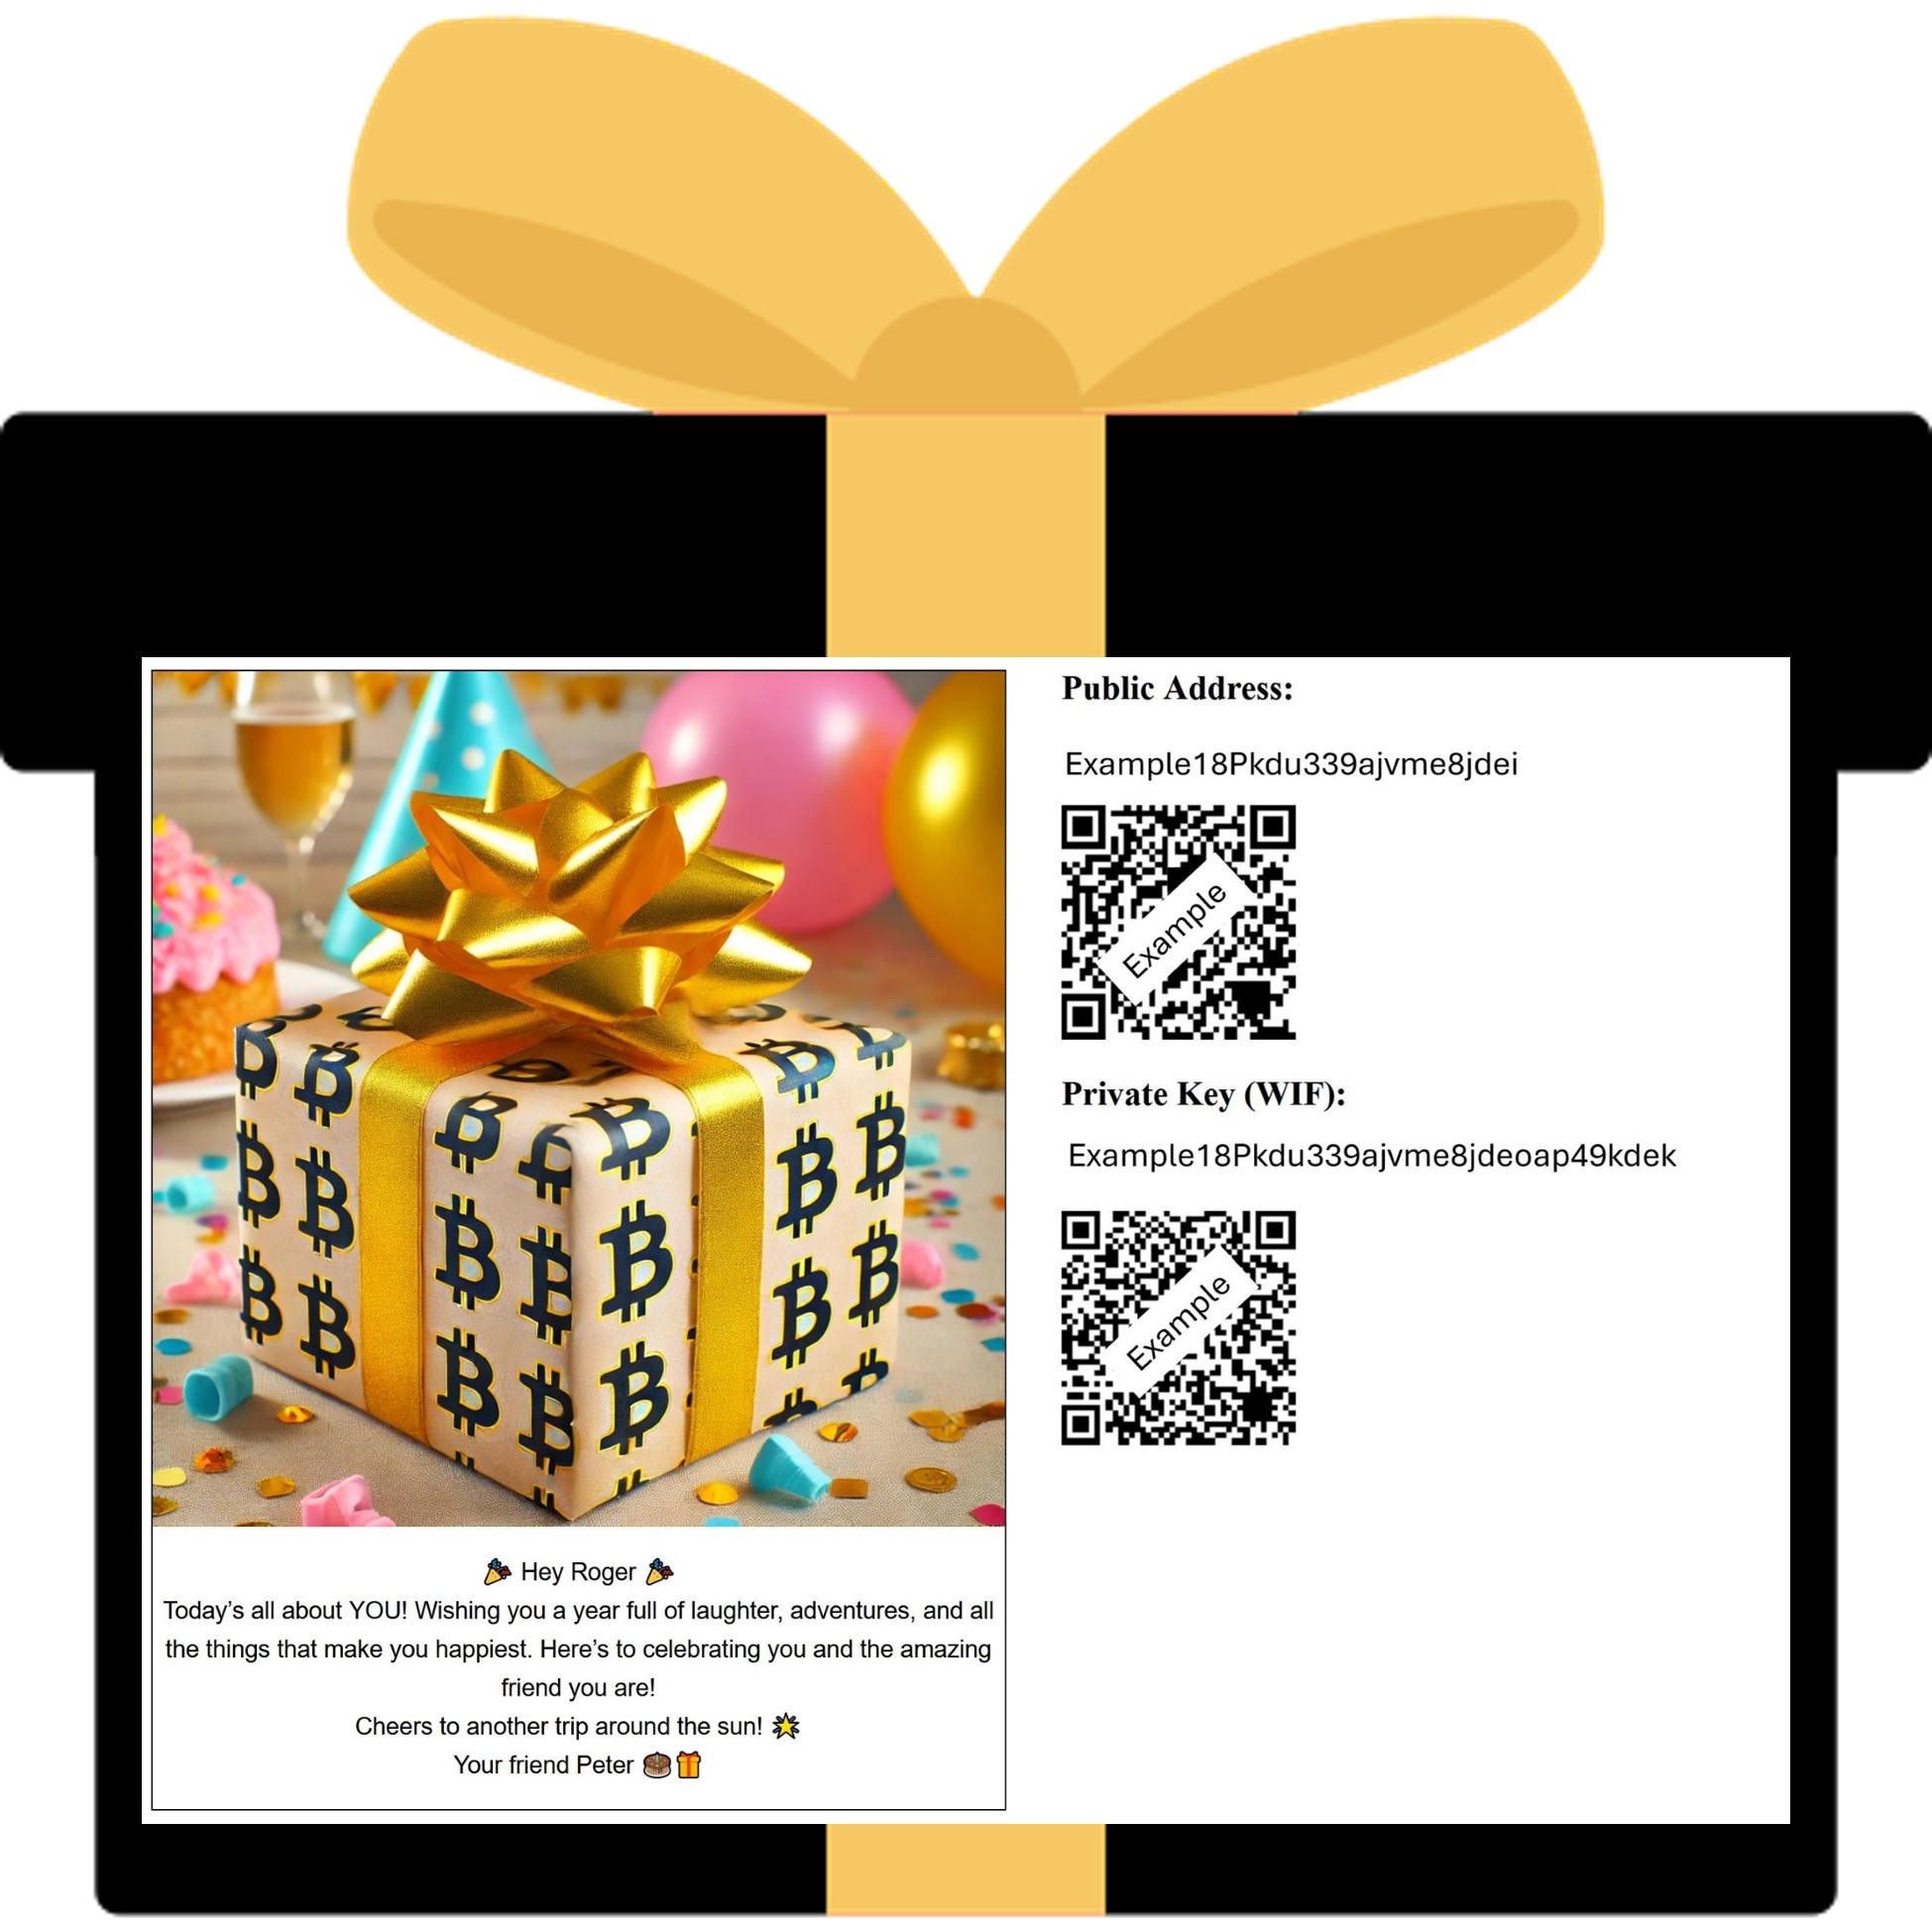 Public Address:
Example18Pkdu339ajvme8jdei
Example
Private Key (WIF):
Example18Pkdu339ajvme8jdeoap49kdek
Example
🎉 Hey Roger 🎉
Today’s all about YOU! Wishing you a year full of laughter, adventures, and all
the things that make you happiest. Here’s to celebrating you and the amazing
friend you are!
Cheers to another trip around the sun! 🌟
Your friend Peter 🎂🎁